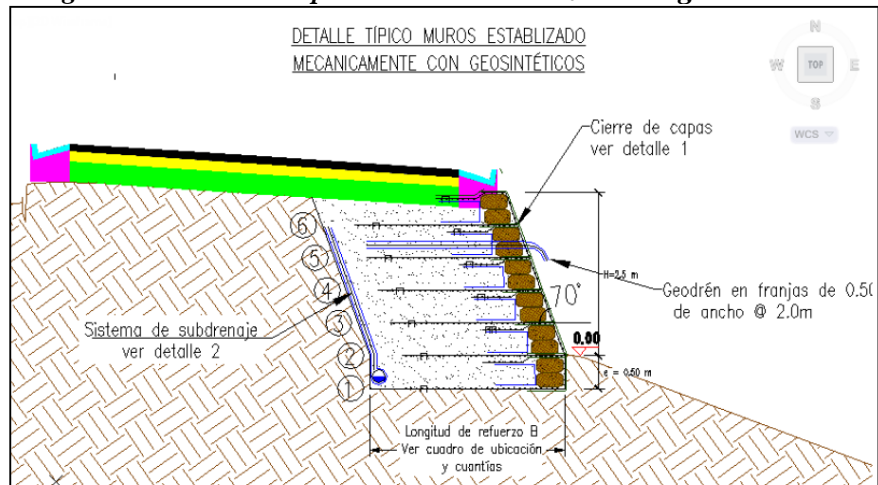 DETALLE TÍPICO MUROS ESTABLIZADO
MECANICAMENTE CON GEOSINTÉTICOS
N
W
TOP
E
S
WCS
Cierre de capas
ver detalle 1
6
5
4
3
2
1
H=2.5 m
70°
Geodrén en franjas de 0.50
de ancho @ 2.0m
Sistema de subdrenaje
ver detalle 2
0.00
e = 0.50 m
Longitud de refuerzo B
Ver cuadro de ubicación
y cuantías